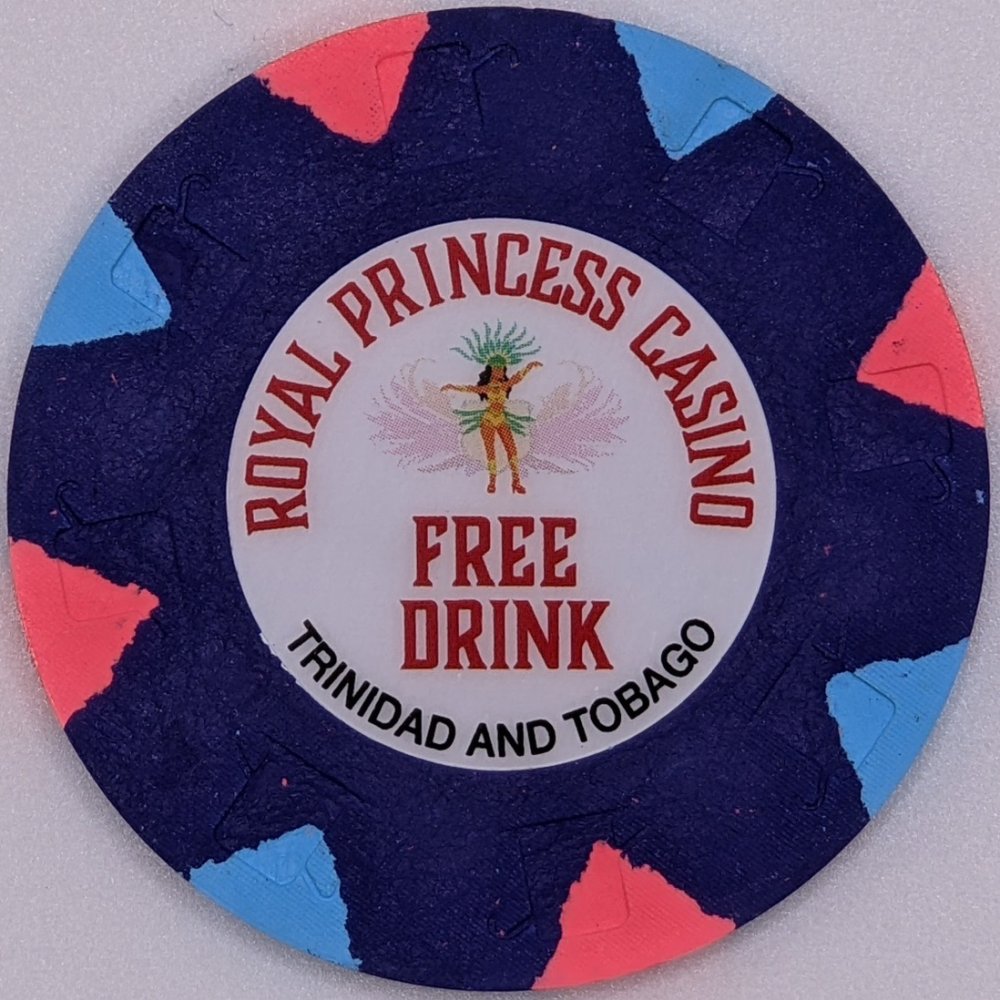 ROYAL PRINCESS CASINO
FREE
DRINK
TRINIDAD AND TOBAGO